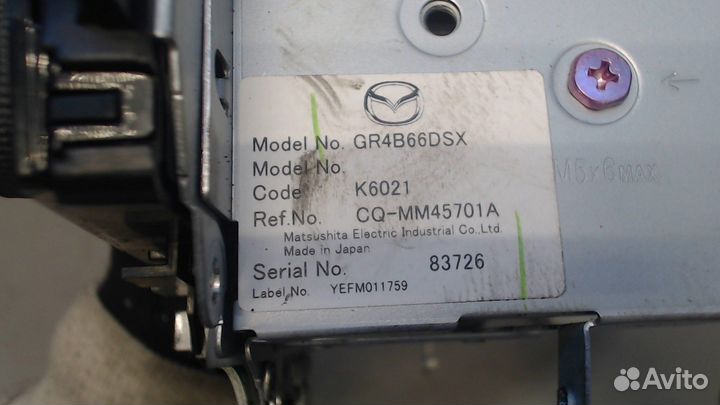 Model No. GR4B66DSX
Model No.
Code K6021
Ref.No. CQ-MM45701A
Matsushita Electric Industrial Co.,Ltd.
Made in Japan
Serial No. 83726
Label No. YEFM011759
M5x6MAX
Avito